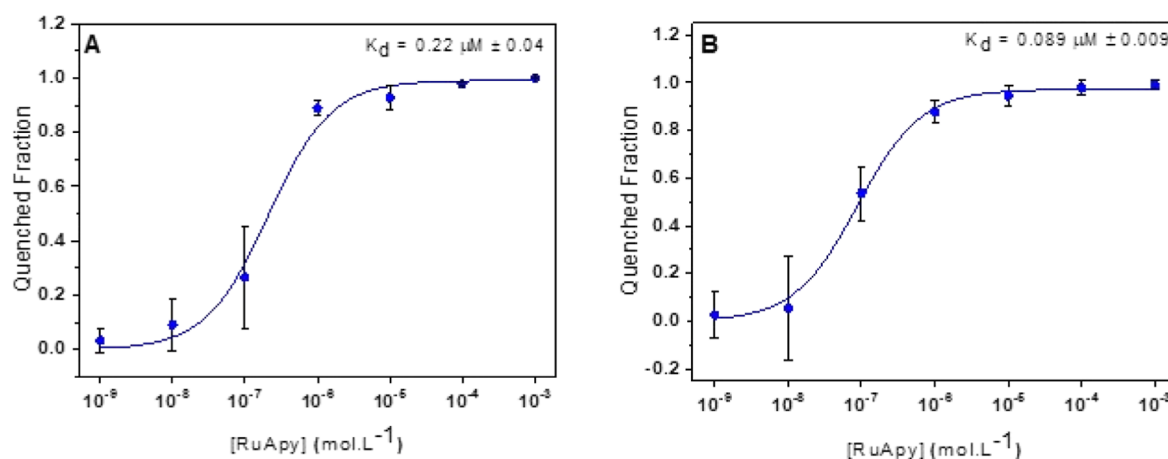 A
K_d = 0.22 μM ± 0.04
1.2
1.0
0.8
0.6
0.4
0.2
0.0
Quenched Fraction
10⁻⁹ 10⁻⁸ 10⁻⁷ 10⁻⁶ 10⁻⁵ 10⁻⁴ 10⁻³
[RuApy] (mol.L⁻¹)
B
K_d = 0.089 μM ± 0.009
1.2
1.0
0.8
0.6
0.4
0.2
0.0
-0.2
Quenched Fraction
10⁻⁹ 10⁻⁸ 10⁻⁷ 10⁻⁶ 10⁻⁵ 10⁻⁴ 10⁻³
[RuApy] (mol.L⁻¹)